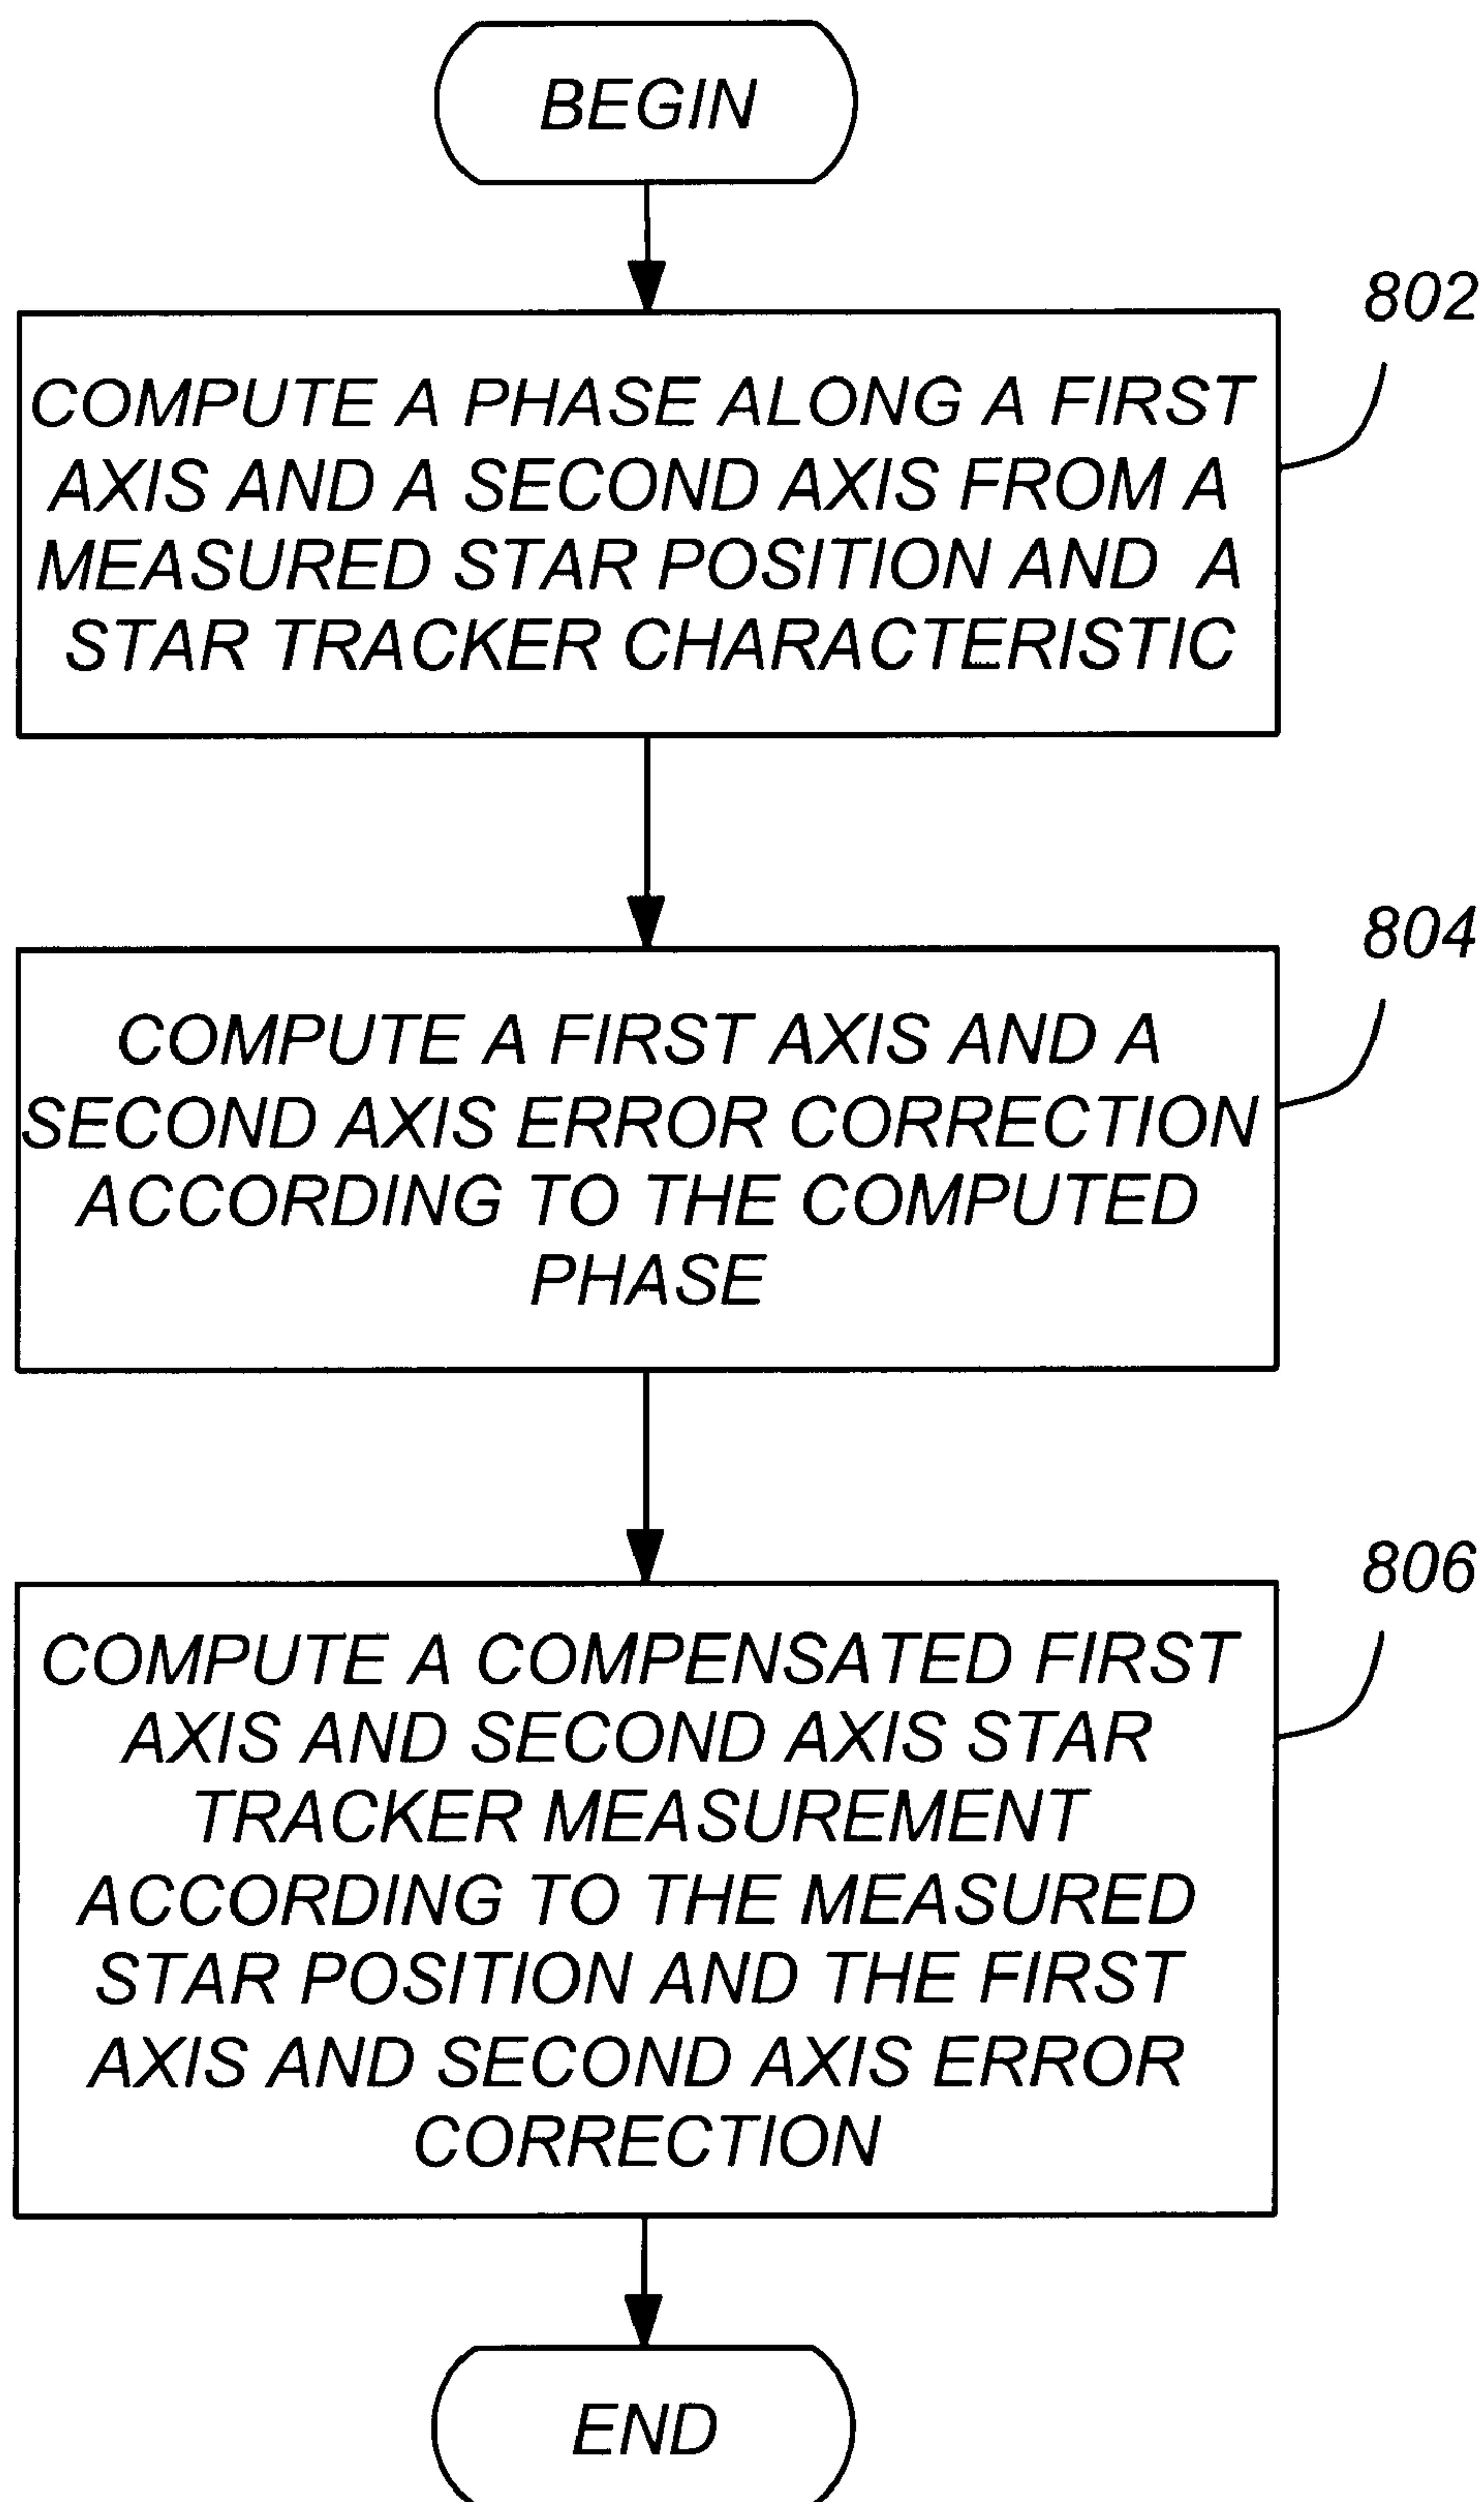 BEGIN
802
COMPUTE A PHASE ALONG A FIRST
AXIS AND A SECOND AXIS FROM A
MEASURED STAR POSITION AND A
STAR TRACKER CHARACTERISTIC
804
COMPUTE A FIRST AXIS AND A
SECOND AXIS ERROR CORRECTION
ACCORDING TO THE COMPUTED
PHASE
806
COMPUTE A COMPENSATED FIRST
AXIS AND SECOND AXIS STAR
TRACKER MEASUREMENT
ACCORDING TO THE MEASURED
STAR POSITION AND THE FIRST
AXIS AND SECOND AXIS ERROR
CORRECTION
END